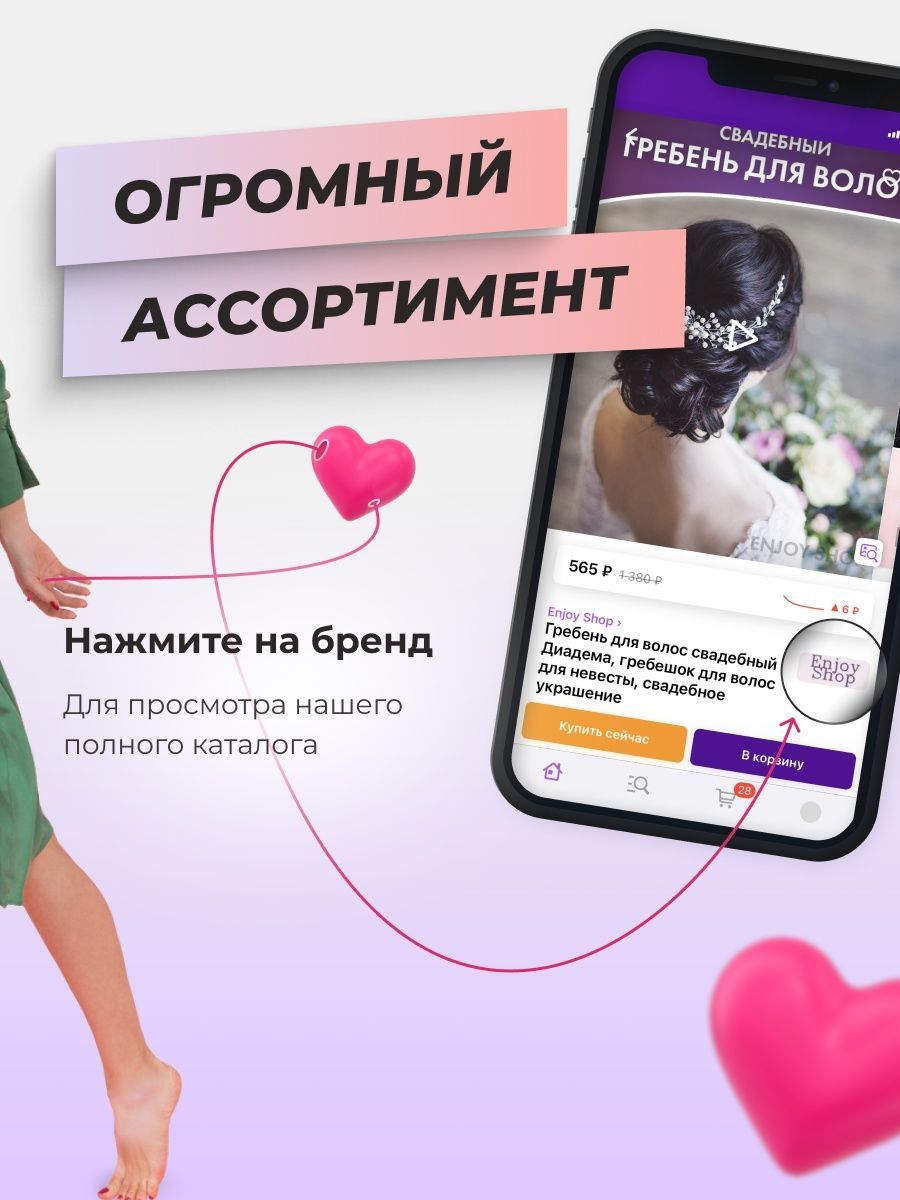 ОГРОМНЫЙ
АССОРТИМЕНТ
СВАДЕБНЫЙ
ГРЕБЕНЬ ДЛЯ ВОЛО
ENJOY SHO
565 ₽ 1 380 ₽
▲6 ₽
Enjoy Shop ›
Гребень для волос свадебный
Диадема, гребешок для волос
для невесты, свадебное
украшение
Enjoy
Shop
Купить сейчас
В корзину
28
Нажмите на бренд
Для просмотра нашего
полного каталога